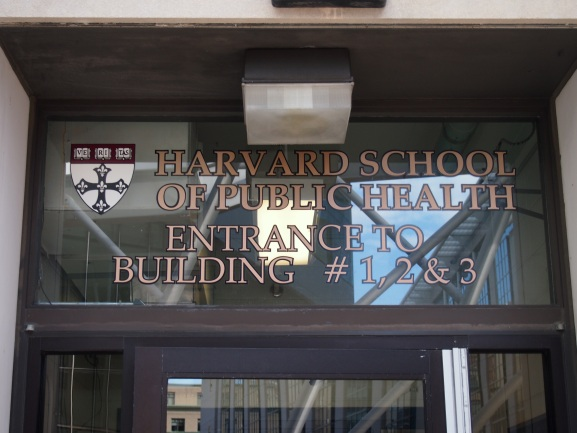 VE RI TAS
HARVARD SCHOOL
OF PUBLIC HEALTH
ENTRANCE TO
BUILDING # 1, 2 & 3